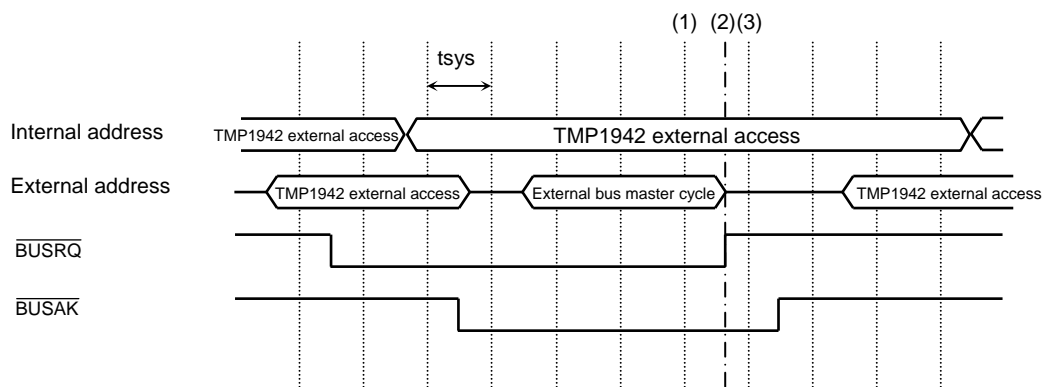 (1) (2) (3)
tsys
Internal address TMP1942 external access TMP1942 external access
External address TMP1942 external access External bus master cycle TMP1942 external access
BUSRQ
BUSAK